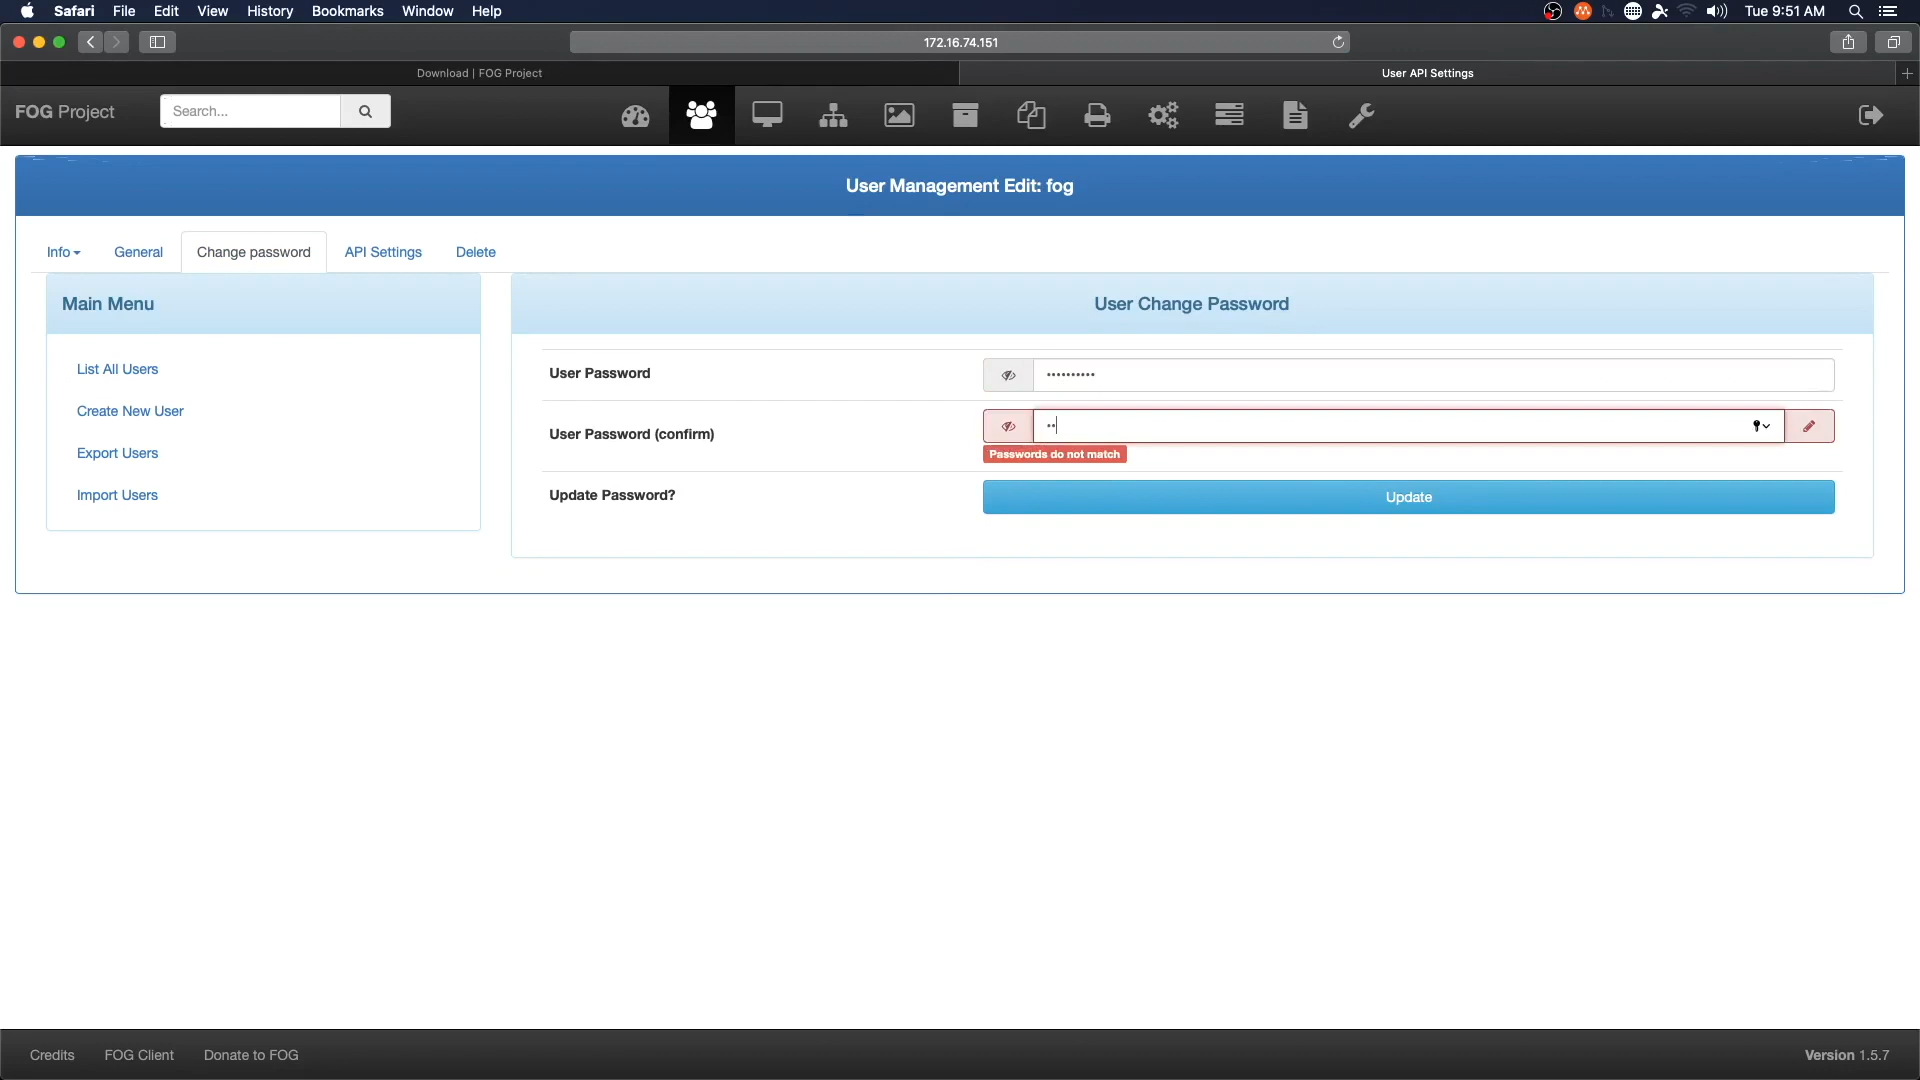 Safari File Edit View History Bookmarks Window Help
Tue 9:51 AM
172.16.74.151
Download | FOG Project
User API Settings
FOG Project
Search...
User Management Edit: fog
Info
General
Change password
API Settings
Delete
Main Menu
List All Users
Create New User
Export Users
Import Users
User Change Password
User Password
User Password (confirm)
Passwords do not match
Update Password?
Update
Credits
FOG Client
Donate to FOG
Version 1.5.7